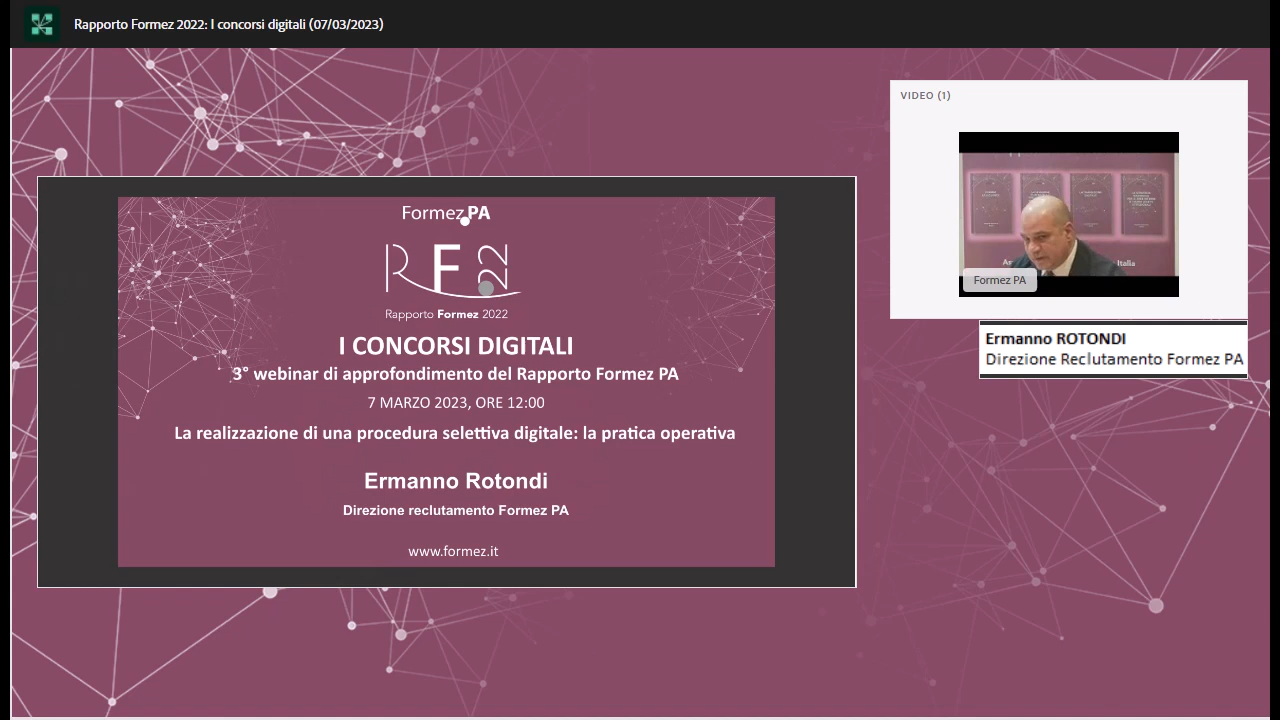 Rapporto Formez 2022: I concorsi digitali (07/03/2023)
VIDEO (1)
Formez PA
Ermanno ROTONDI
Direzione Reclutamento Formez PA
Formez PA
RF22
Rapporto Formez 2022
I CONCORSI DIGITALI
3° webinar di approfondimento del Rapporto Formez PA
7 MARZO 2023, ORE 12:00
La realizzazione di una procedura selettiva digitale: la pratica operativa
Ermanno Rotondi
Direzione reclutamento Formez PA
www.formez.it